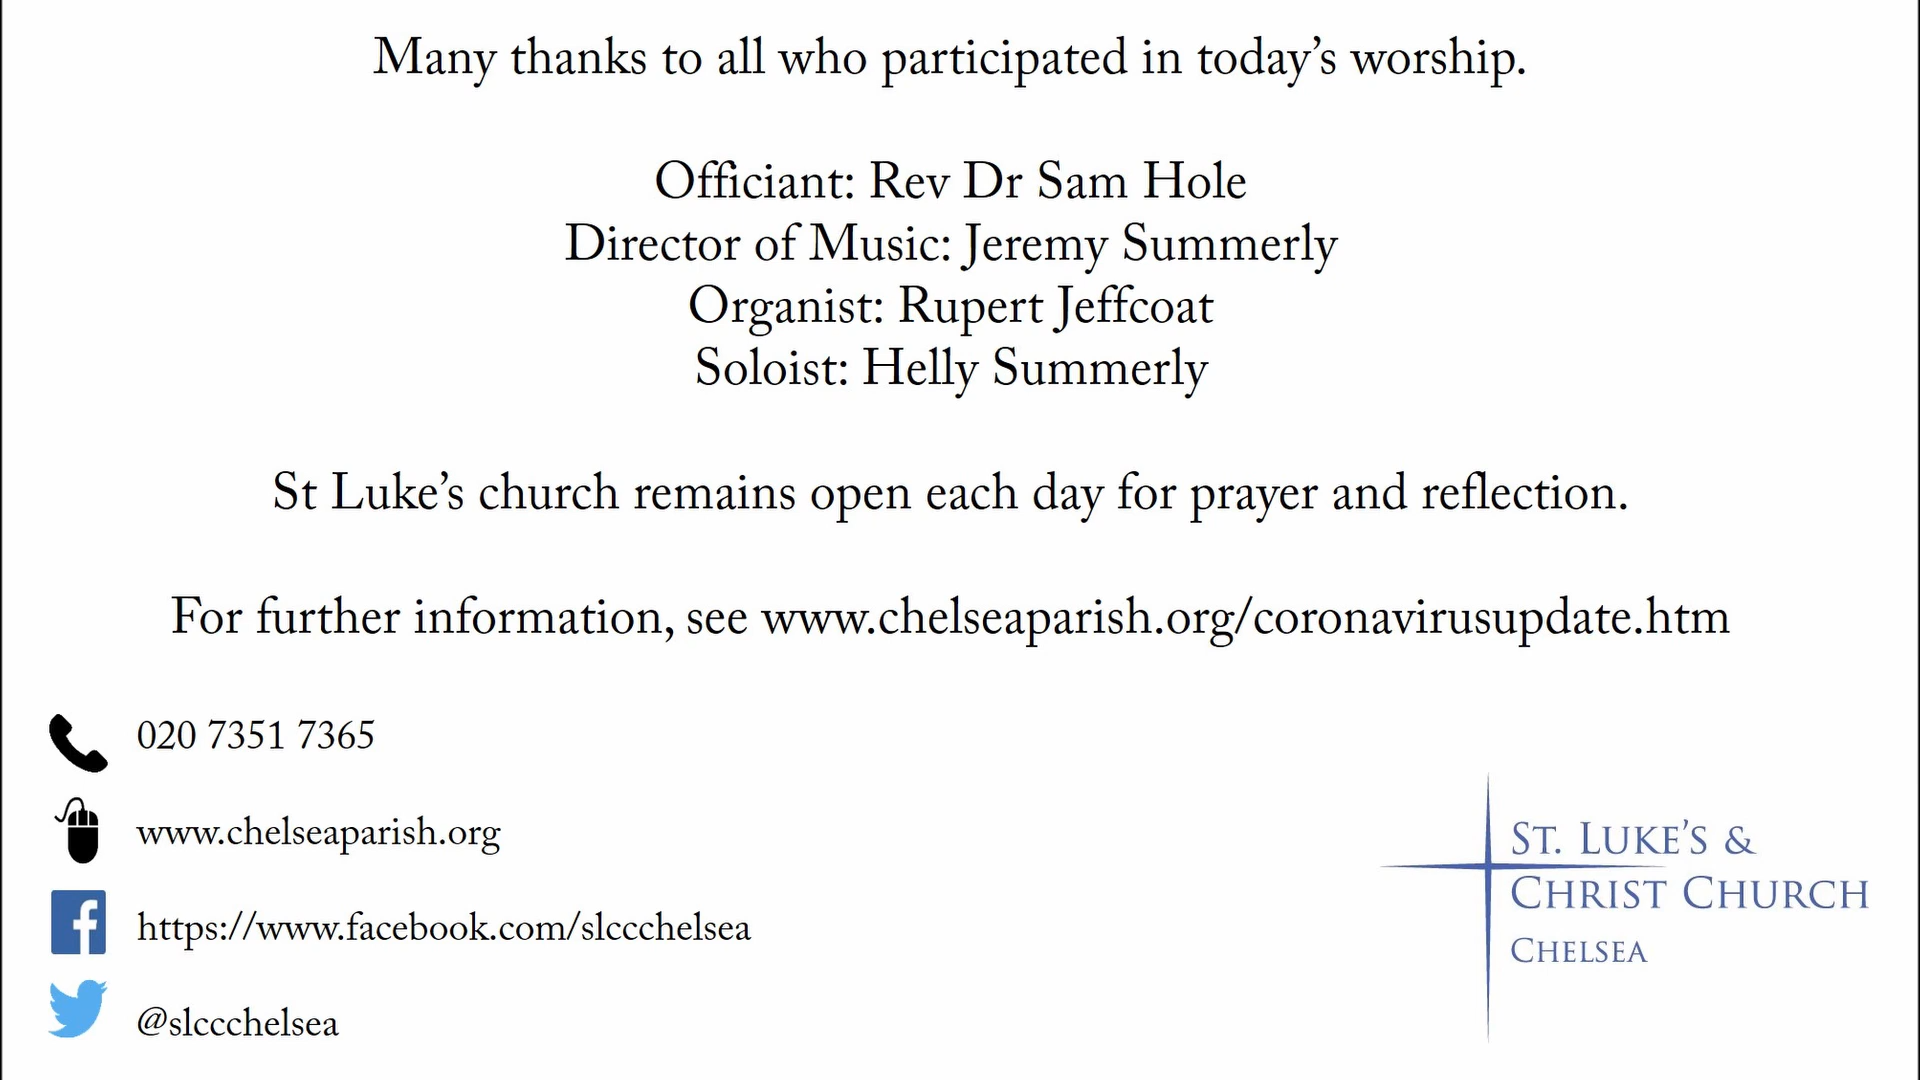 Many thanks to all who participated in today’s worship.
Officiant: Rev Dr Sam Hole
Director of Music: Jeremy Summerly
Organist: Rupert Jeffcoat
Soloist: Helly Summerly
St Luke’s church remains open each day for prayer and reflection.
For further information, see www.chelseaparish.org/coronavirusupdate.htm
020 7351 7365
www.chelseaparish.org
https://www.facebook.com/slccchelsea
@slccchelsea
St. Luke’s &
Christ Church
Chelsea